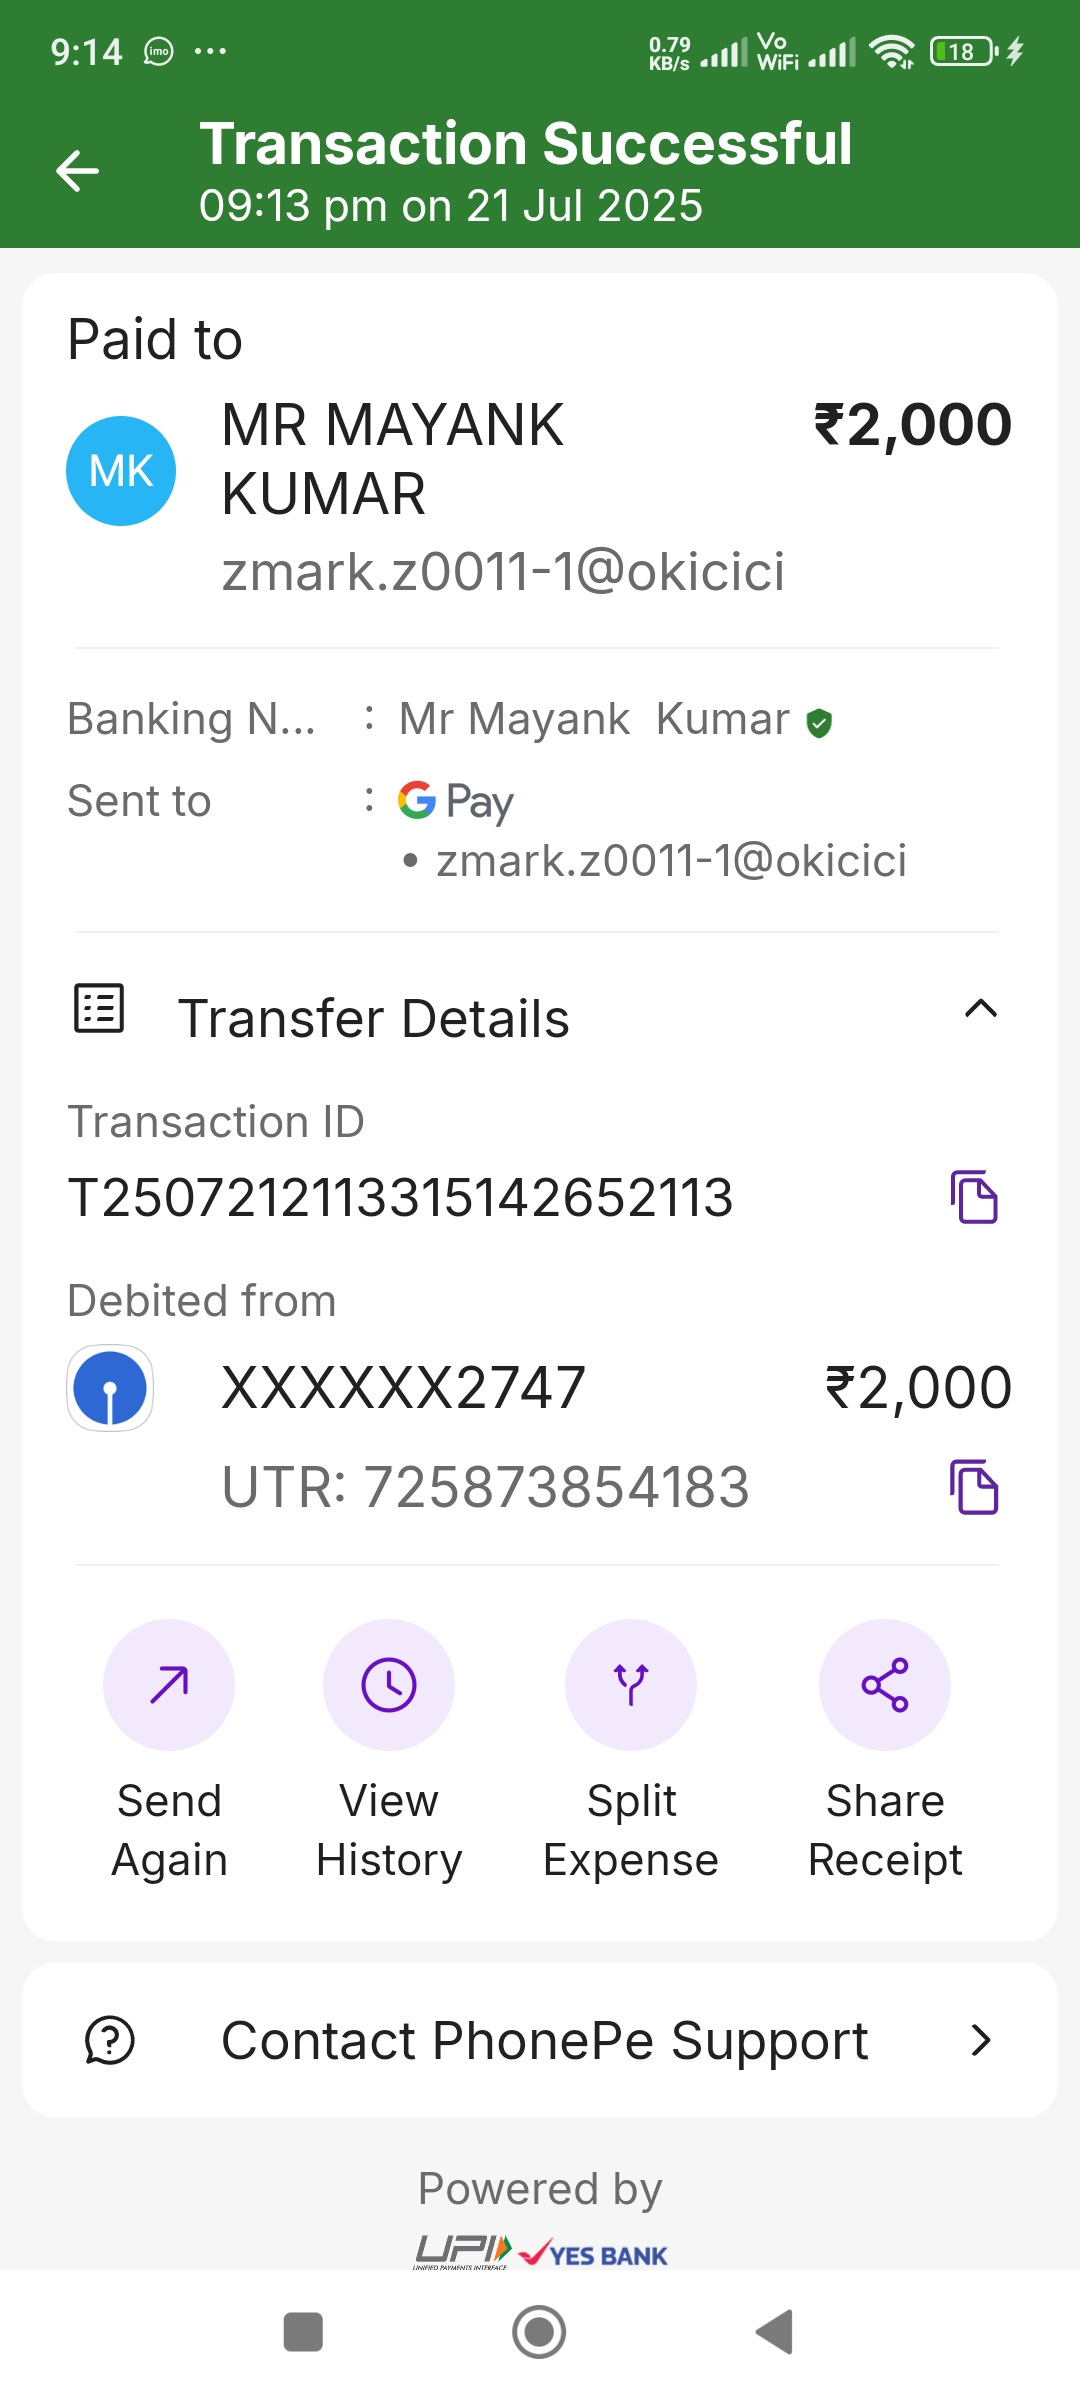 9:14 imo ... 0.79 KB/s Vo WiFi 18
Transaction Successful
09:13 pm on 21 Jul 2025
Paid to
MK
MR MAYANK KUMAR
₹2,000
zmark.z0011-1@okicici
Banking N... : Mr Mayank Kumar
Sent to : G Pay
• zmark.z0011-1@okicici
Transfer Details
Transaction ID
T2507212113315142652113
Debited from
XXXXXX2747 ₹2,000
UTR: 725873854183
Send Again
View History
Split Expense
Share Receipt
Contact PhonePe Support
Powered by
UPI YES BANK
UNIFIED PAYMENTS INTERFACE